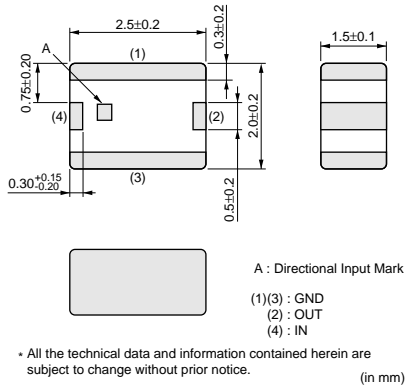 2.5±0.2
0.3±0.2
1.5±0.1
A
(1)
0.75±0.20
(4)
(2)
2.0±0.2
(3)
0.30+0.15-0.20
0.5±0.2
A : Directional Input Mark
(1)(3) : GND
(2) : OUT
(4) : IN
* All the technical data and information contained herein are
subject to change without prior notice.
(in mm)